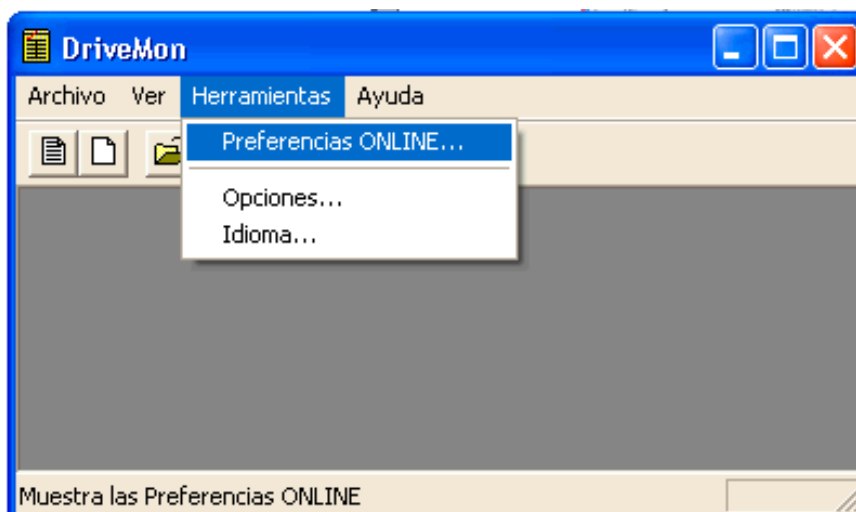 DriveMon
Archivo Ver Herramientas Ayuda
Preferencias ONLINE...
Opciones...
Idioma...
Muestra las Preferencias ONLINE